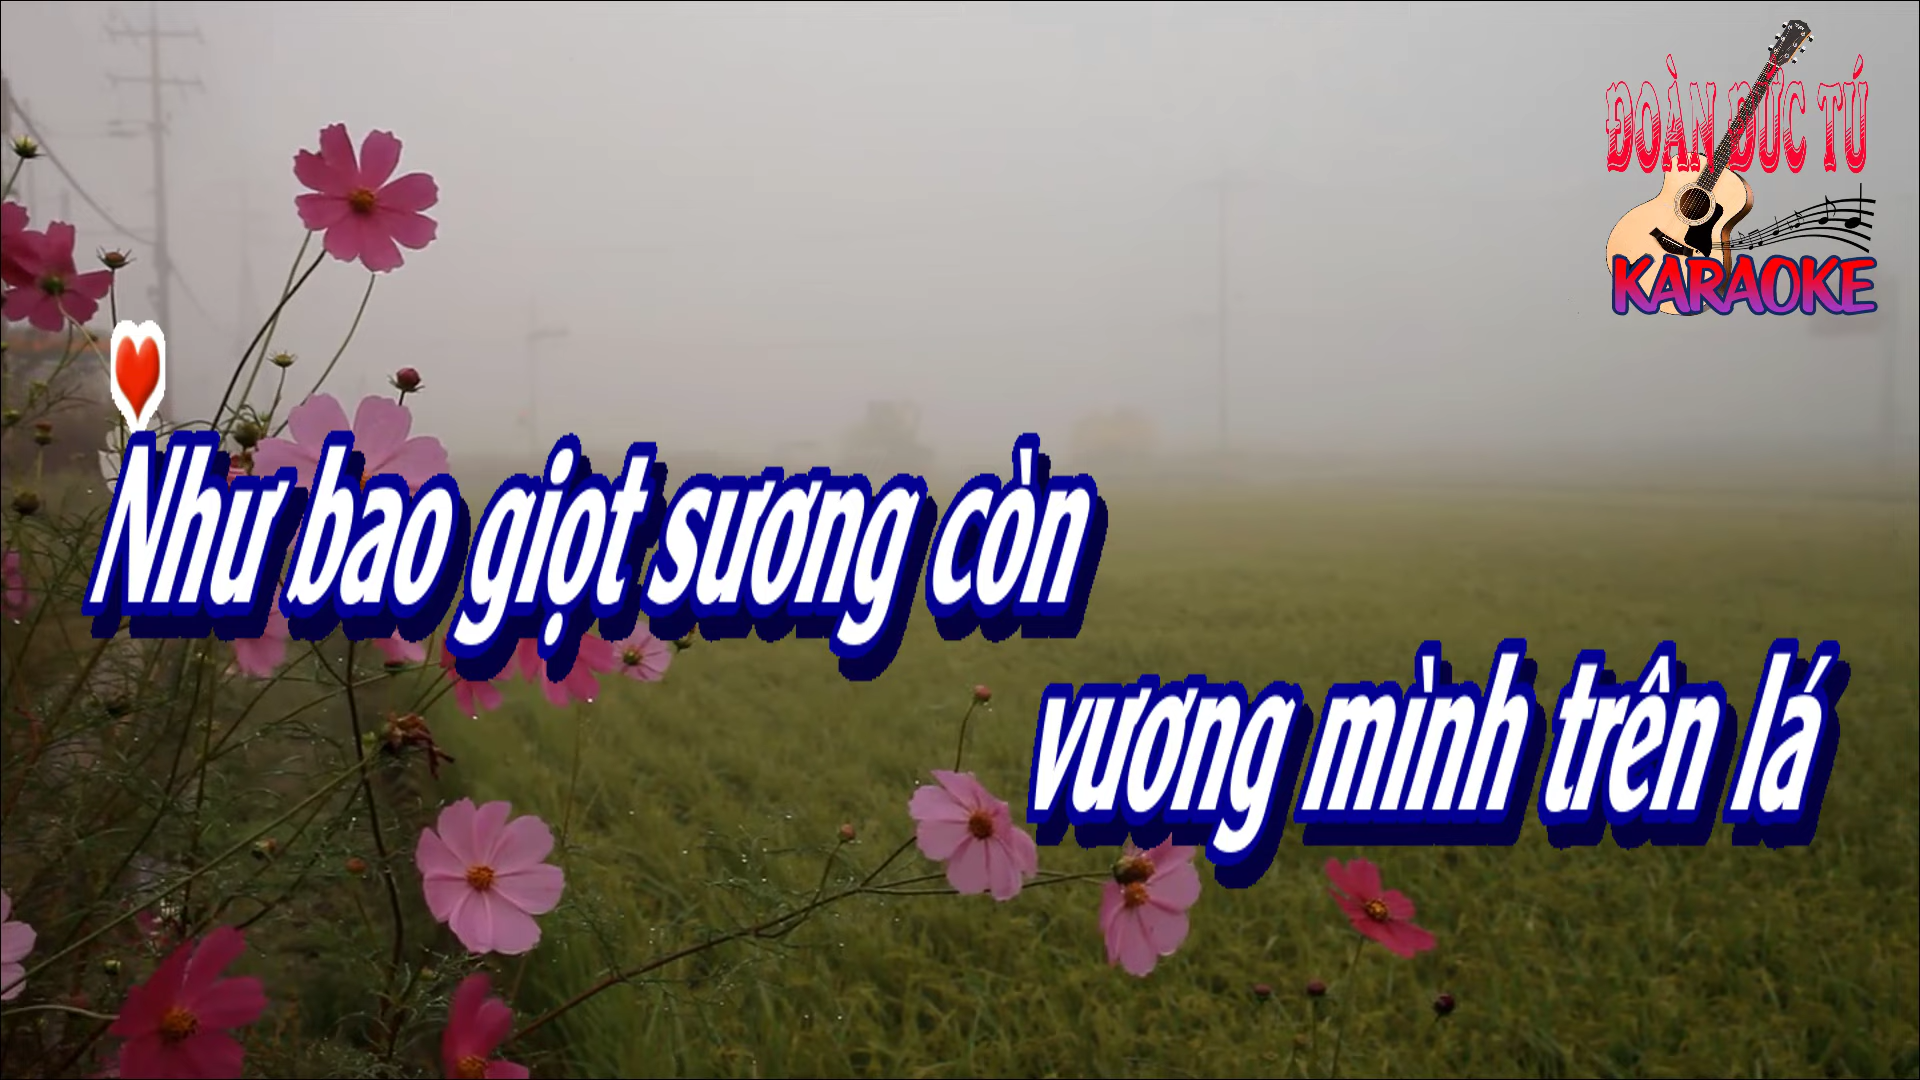 ĐOÀN ĐỨC TÚ
KARAOKE
Như bao giọt sương còn
vương mình trên lá